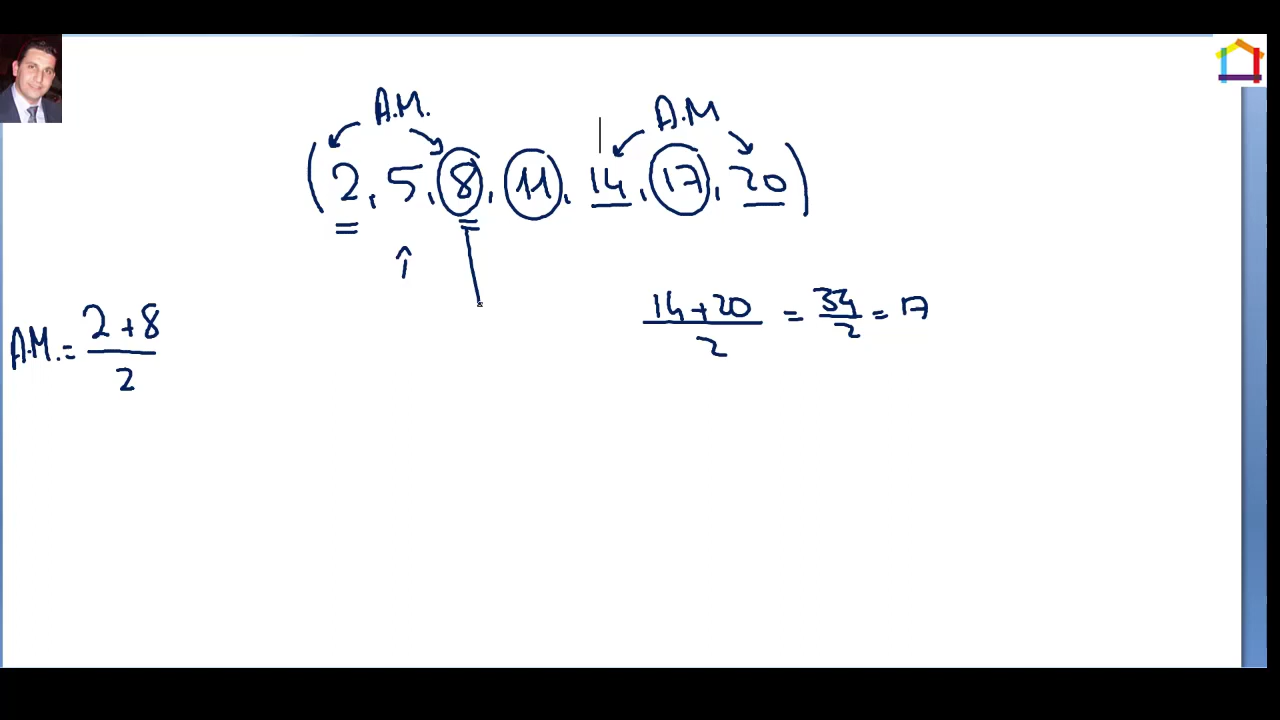 A.M. A.M
(2, 5, 8, 11, 14, 17, 20)
A.M. = 2+8
2
14+20 = 34 = 17
2 2